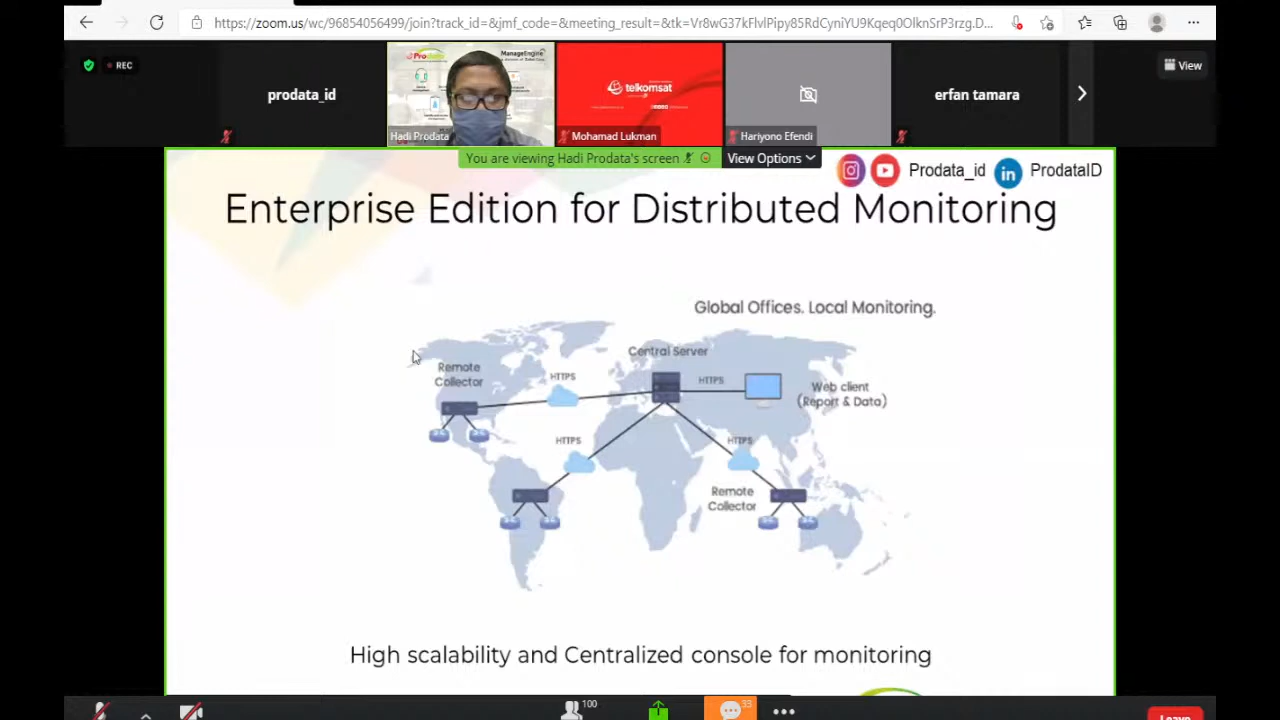 https://zoom.us/wc/96854056499/join?track_id=&jmf_code=&meeting_result=&tk=Vr8wG37kFlvlPipy85RdCyniYU9Kqeq0OlknSrP3rzg.D...
REC
View
prodata_id
ManageEngine
Hadi Prodata
telkomsat
Mohamad Lukman
Hariyono Efendi
erfan tamara
You are viewing Hadi Prodata's screen
View Options
Prodata_id
ProdataID
Enterprise Edition for Distributed Monitoring
Global Offices. Local Monitoring.
Central Server
Remote
Collector
HTTPS
HTTPS
Web client
(Report & Data)
HTTPS
HTTPS
Remote
Collector
High scalability and Centralized console for monitoring
100
33
Leave